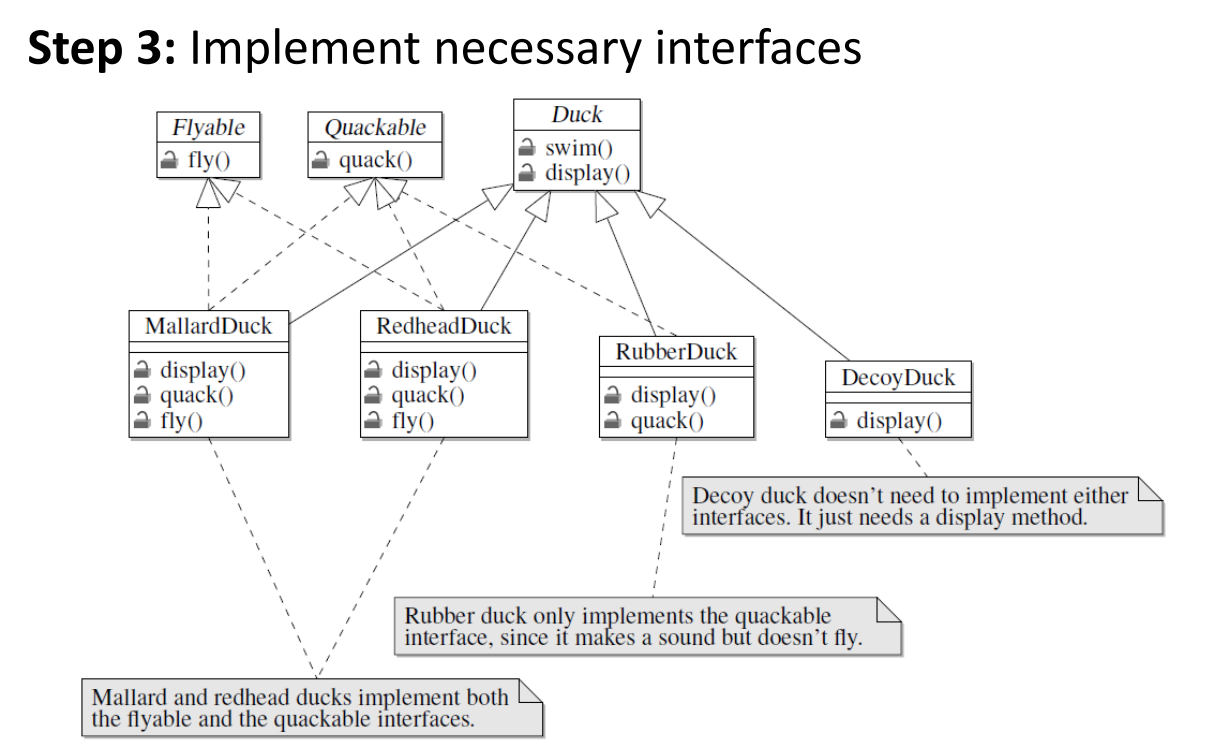 Step 3: Implement necessary interfaces
Flyable
fly()
Quackable
quack()
Duck
swim()
display()
MallardDuck
display()
quack()
fly()
RedheadDuck
display()
quack()
fly()
RubberDuck
display()
quack()
DecoyDuck
display()
Decoy duck doesn’t need to implement either
interfaces. It just needs a display method.
Rubber duck only implements the quackable
interface, since it makes a sound but doesn’t fly.
Mallard and redhead ducks implement both
the flyable and the quackable interfaces.